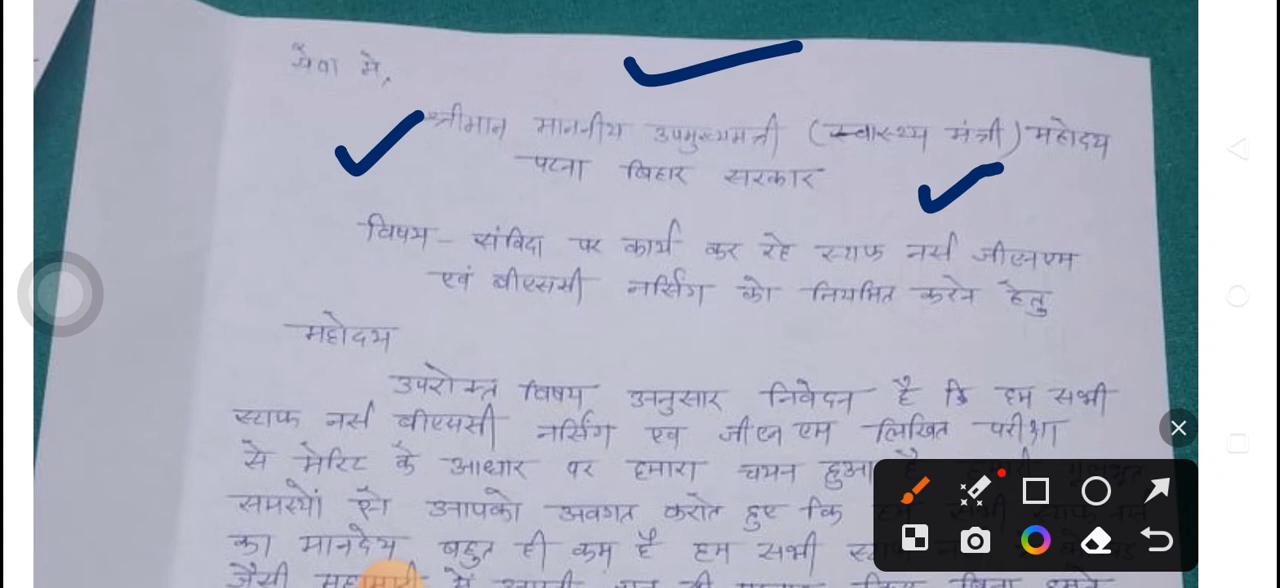 सेवा में,
श्रीमान माननीय उपमुख्यमंत्री (स्वास्थ्य मंत्री) महोदय
पटना बिहार सरकार
विषय - संविदा पर कार्य कर रहे स्टाफ नर्स जीएनएम
एवं बीएससी नर्सिंग को नियमित करने हेतु
महोदय
उपरोक्त विषय अनुसार निवेदन है कि हम सभी
स्टाफ नर्स बीएससी नर्सिंग एवं जीएनएम लिखित परीक्षा
से मेरिट के आधार पर हमारा चयन हुआ
समस्यों से आपको अवगत करोते हुए कि
का मानदेय बहुत ही कम है हम सभी
जैसी महामारी में